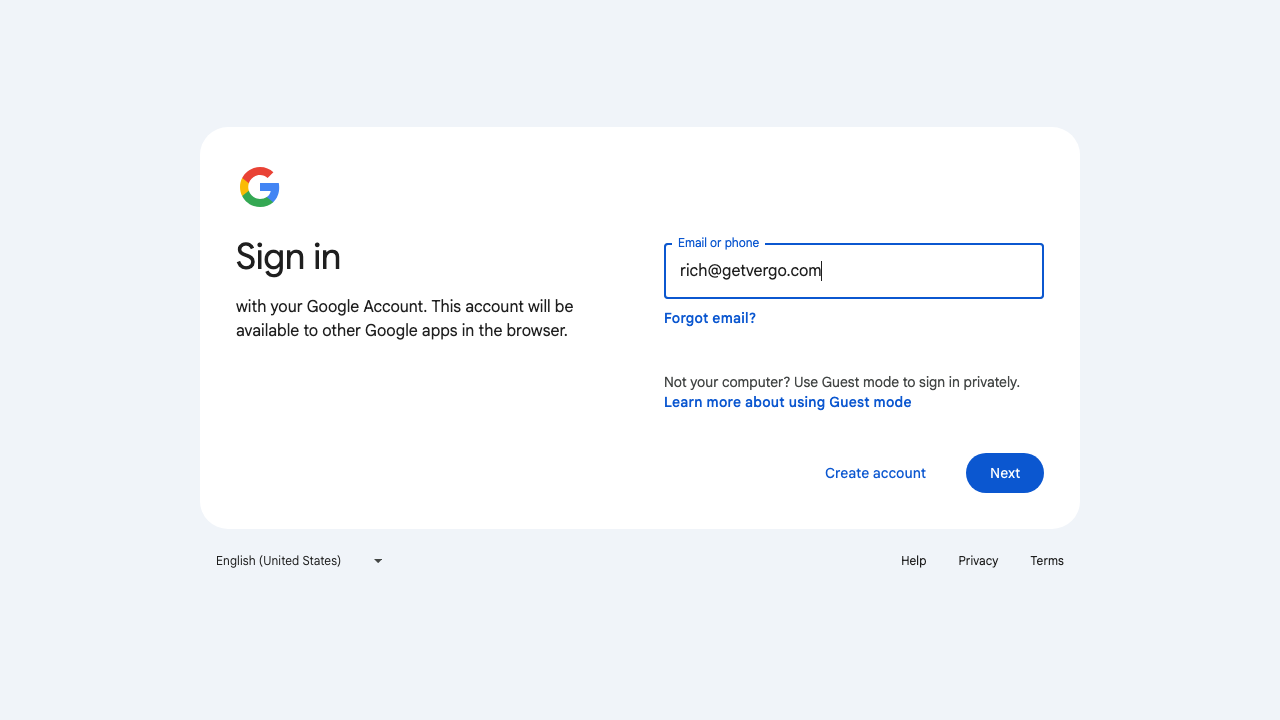 Sign in
with your Google Account. This account will be
available to other Google apps in the browser.
Email or phone
rich@getvergo.com
Forgot email?
Not your computer? Use Guest mode to sign in privately.
Learn more about using Guest mode
Create account
Next
English (United States)
Help
Privacy
Terms